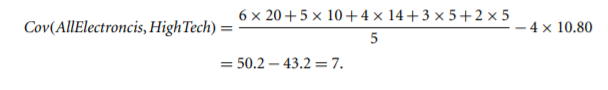 Cov(AllElectroncis, HighTech) = \frac{6 × 20 + 5 × 10 + 4 × 14 + 3 × 5 + 2 × 5}{5} − 4 × 10.80
= 50.2 − 43.2 = 7.